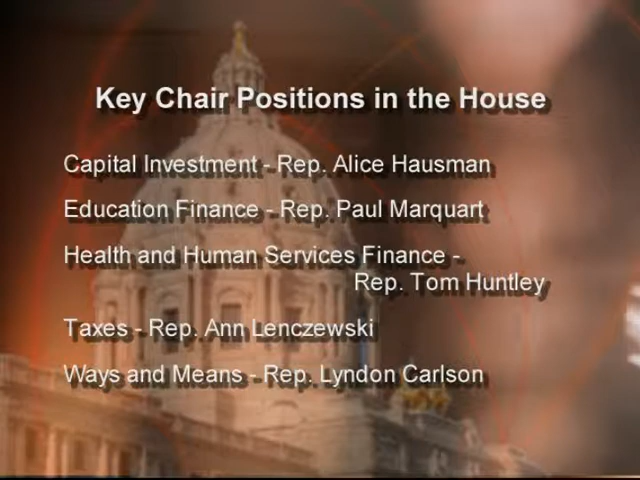 Key Chair Positions in the House
Capital Investment - Rep. Alice Hausman
Education Finance - Rep. Paul Marquart
Health and Human Services Finance -
Rep. Tom Huntley
Taxes - Rep. Ann Lenczewski
Ways and Means - Rep. Lyndon Carlson